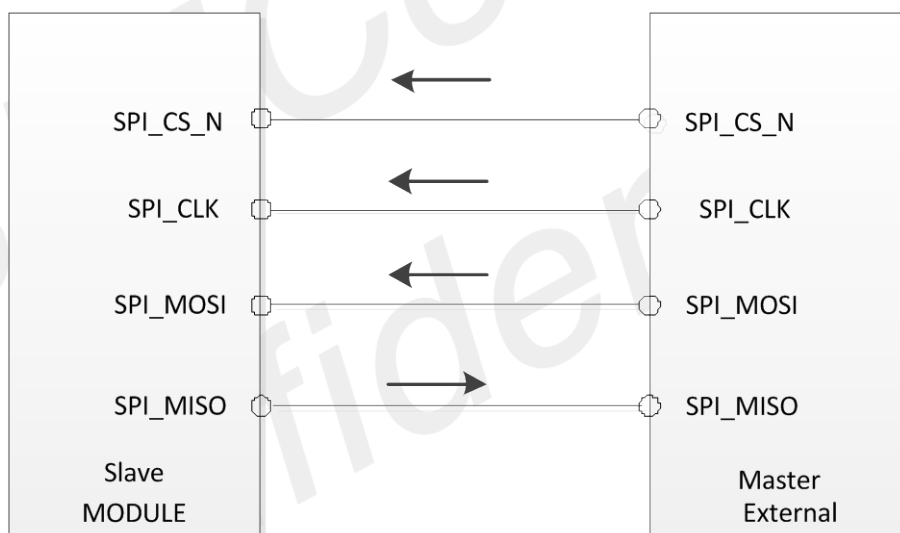 SPI_CS_N SPI_CS_N
SPI_CLK SPI_CLK
SPI_MOSI SPI_MOSI
SPI_MISO SPI_MISO
Slave
MODULE
Master
External